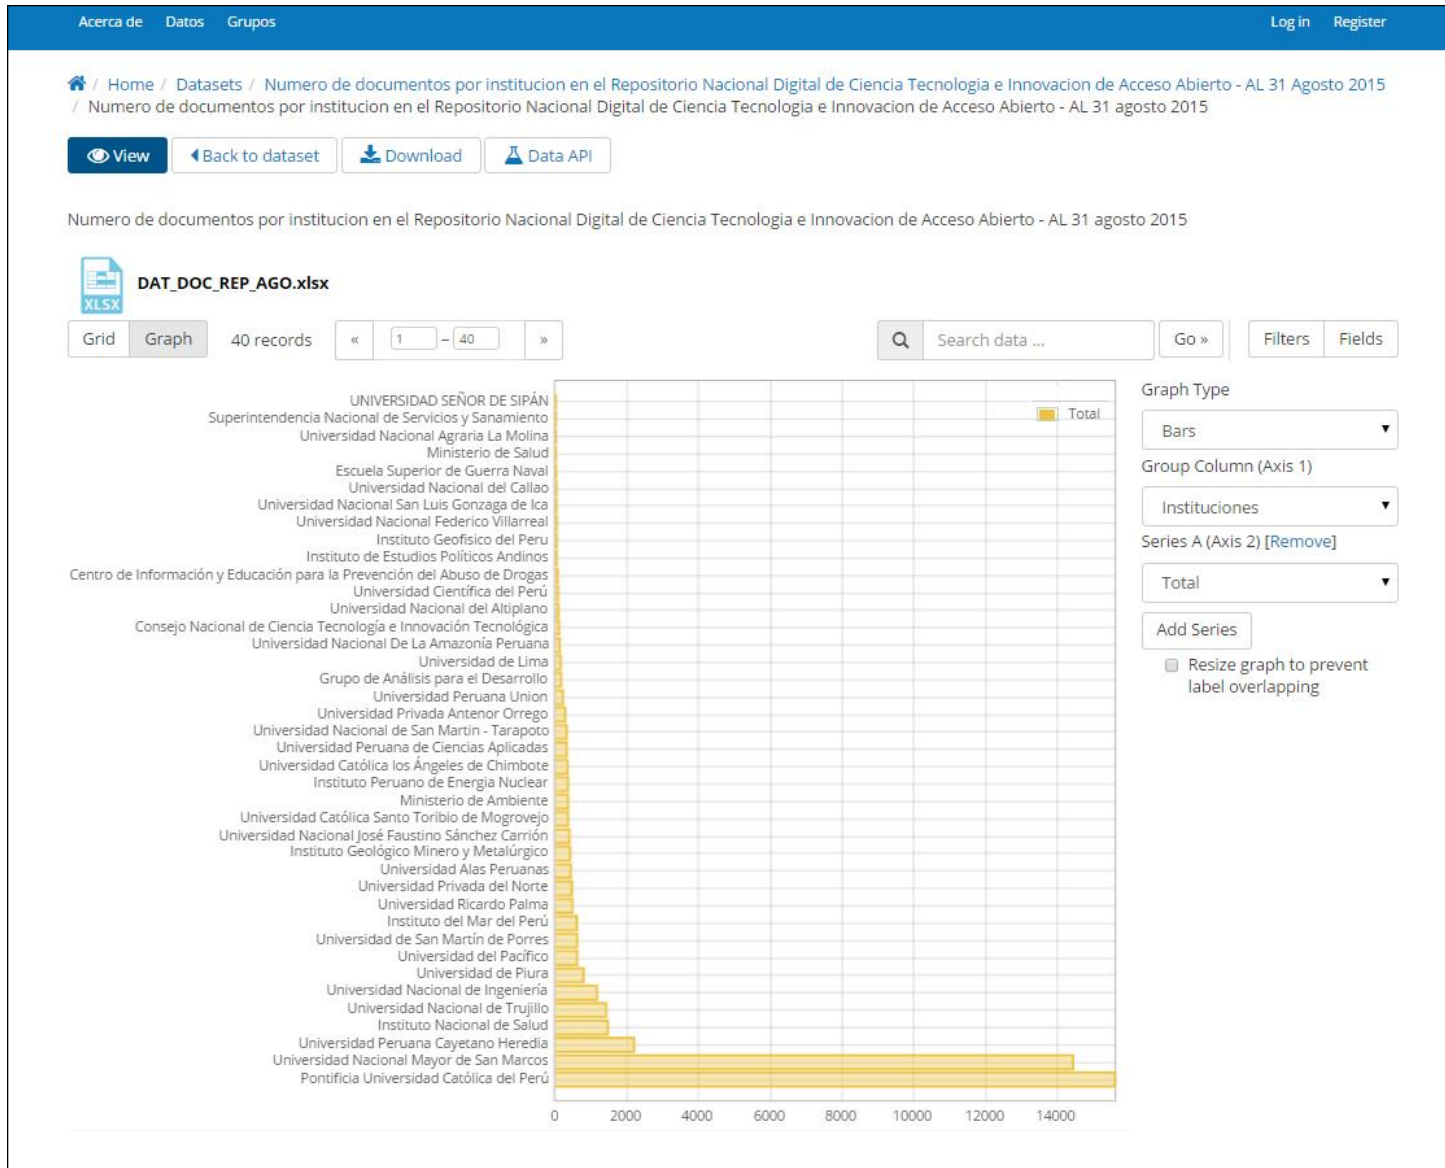 Acerca de Datos Grupos Log in Register
/ Home / Datasets / Numero de documentos por institucion en el Repositorio Nacional Digital de Ciencia Tecnologia e Innovacion de Acceso Abierto - AL 31 Agosto 2015
/ Numero de documentos por institucion en el Repositorio Nacional Digital de Ciencia Tecnologia e Innovacion de Acceso Abierto - AL 31 agosto 2015
View Back to dataset Download Data API
Numero de documentos por institucion en el Repositorio Nacional Digital de Ciencia Tecnologia e Innovacion de Acceso Abierto - AL 31 agosto 2015
XLSX DAT_DOC_REP_AGO.xlsx
Grid Graph 40 records « 1 – 40 » Search data ... Go » Filters Fields
UNIVERSIDAD SEÑOR DE SIPÁN
Superintendencia Nacional de Servicios y Sanamiento
Universidad Nacional Agraria La Molina
Ministerio de Salud
Escuela Superior de Guerra Naval
Universidad Nacional del Callao
Universidad Nacional San Luis Gonzaga de Ica
Universidad Nacional Federico Villarreal
Instituto Geofisico del Peru
Instituto de Estudios Políticos Andinos
Centro de Información y Educación para la Prevención del Abuso de Drogas
Universidad Científica del Perú
Universidad Nacional del Altiplano
Consejo Nacional de Ciencia Tecnología e Innovación Tecnológica
Universidad Nacional De La Amazonía Peruana
Universidad de Lima
Grupo de Análisis para el Desarrollo
Universidad Peruana Union
Universidad Privada Antenor Orrego
Universidad Nacional de San Martin - Tarapoto
Universidad Peruana de Ciencias Aplicadas
Universidad Católica los Ángeles de Chimbote
Instituto Peruano de Energia Nuclear
Ministerio de Ambiente
Universidad Católica Santo Toribio de Mogrovejo
Universidad Nacional José Faustino Sánchez Carrión
Instituto Geológico Minero y Metalúrgico
Universidad Alas Peruanas
Universidad Privada del Norte
Universidad Ricardo Palma
Instituto del Mar del Perú
Universidad de San Martín de Porres
Universidad del Pacífico
Universidad de Piura
Universidad Nacional de Ingeniería
Universidad Nacional de Trujillo
Instituto Nacional de Salud
Universidad Peruana Cayetano Heredia
Universidad Nacional Mayor de San Marcos
Pontificia Universidad Católica del Perú
0 2000 4000 6000 8000 10000 12000 14000
Total
Graph Type
Bars
Group Column (Axis 1)
Instituciones
Series A (Axis 2) [Remove]
Total
Add Series
Resize graph to prevent
label overlapping